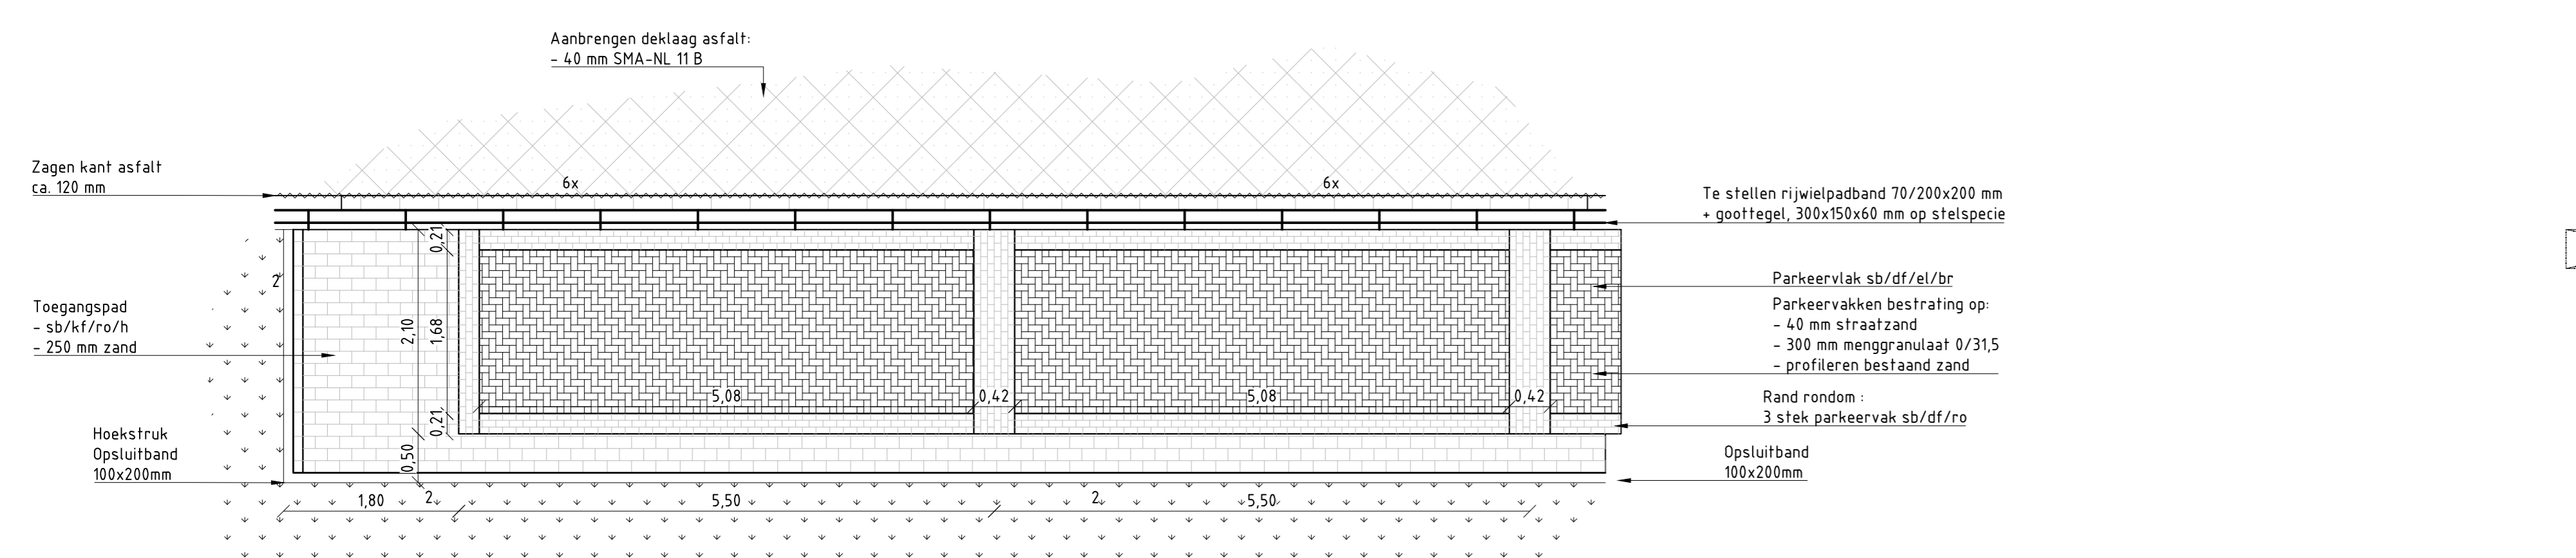 Aanbrengen deklaag asfalt:
- 40 mm SMA-NL 11 B
Zagen kant asfalt
ca. 120 mm
6x
6x
Te stellen rijwielpadband 70/200x200 mm
+ goottegel, 300x150x60 mm op stelspecie
0,21
2
Parkeervlak sb/df/el/br
Toegangspad
- sb/kf/ro/h
- 250 mm zand
2,10
1,68
Parkeervakken bestrating op:
- 40 mm straatzand
- 300 mm menggranulaat 0/31,5
- profileren bestaand zand
5,08
0,42
5,08
0,42
Rand rondom :
3 stek parkeervak sb/df/ro
0,21
Hoekstruk
Opsluitband
100x200mm
0,50
Opsluitband
100x200mm
1,80
2
5,50
2
5,50